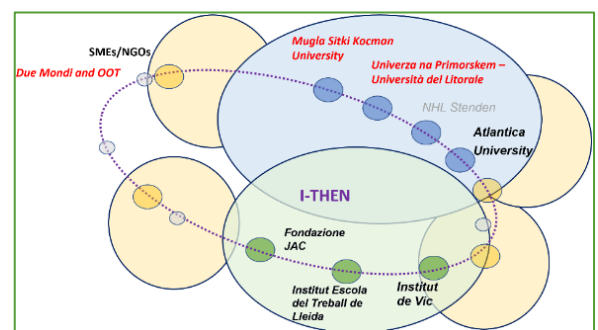 SMEs/NGOs
Due Mondi and OOT
Mugla Sitki Kocman
University
Univerza na Primorskem –
Università del Litorale
NHL Stenden
Atlantica
University
I-THEN
Fondazione
JAC
Institut Escola
del Treball de
Lleida
Institut
de Vic